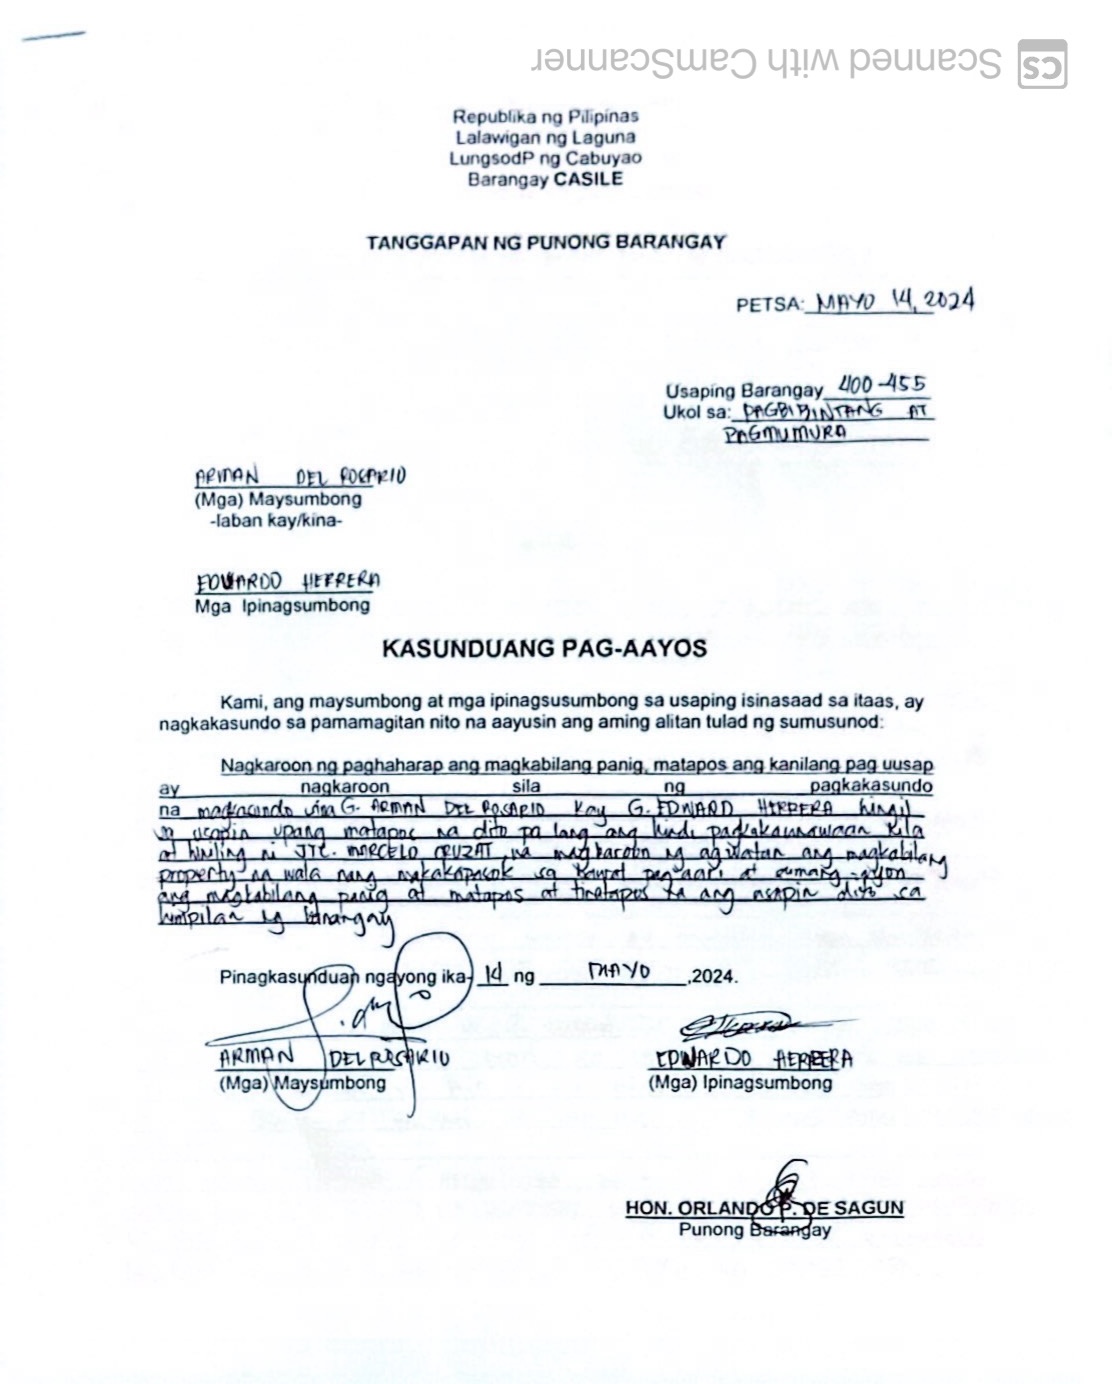 Scanned with CamScanner
CS
Republika ng Pilipinas
Lalawigan ng Laguna
LungsodP ng Cabuyao
Barangay CASILE
TANGGAPAN NG PUNONG BARANGAY
PETSA: MAYO 14, 2024
Usaping Barangay 400-455
Ukol sa: PAGBIBINTANG AT
PAGMUMURA
ARMAN DEL ROSARIO
(Mga) Maysumbong
-laban kay/kina-
EDWARDO HERRERA
Mga Ipinagsumbong
KASUNDUANG PAG-AAYOS
Kami, ang maysumbong at mga ipinagsusumbong sa usaping isinasaad sa itaas, ay
nagkakasundo sa pamamagitan nito na aayusin ang aming alitan tulad ng sumusunod:
Nagkaroon ng paghaharap ang magkabilang panig, matapos ang kanilang pag uusap
ay nagkaroon sila ng pagkakasundo
na magkasundo sina G. ARMAN DEL ROSARIO kay G. EDWARD HERRERA hingil
sa usapin upang matapos na dito pa lang ang hindi pagkakaunawaan nila
at hiniling ni JTC. MARCELO CRUZAT na magkaroon ng agwatan ang magkabilang
property na wala nang makakapasok sa bawat pag aari at sumang-ayon
ang magkabilang panig at matapos at tinatapos na ang usapin dito sa
lumpilan ng barangay
Pinagkasunduan ngayong ika- 14 ng MAYO ,2024.
ARMAN DEL ROSARIO
(Mga) Maysumbong
EDWARDO HERRERA
(Mga) Ipinagsumbong
HON. ORLANDO P. DE SAGUN
Punong Barangay